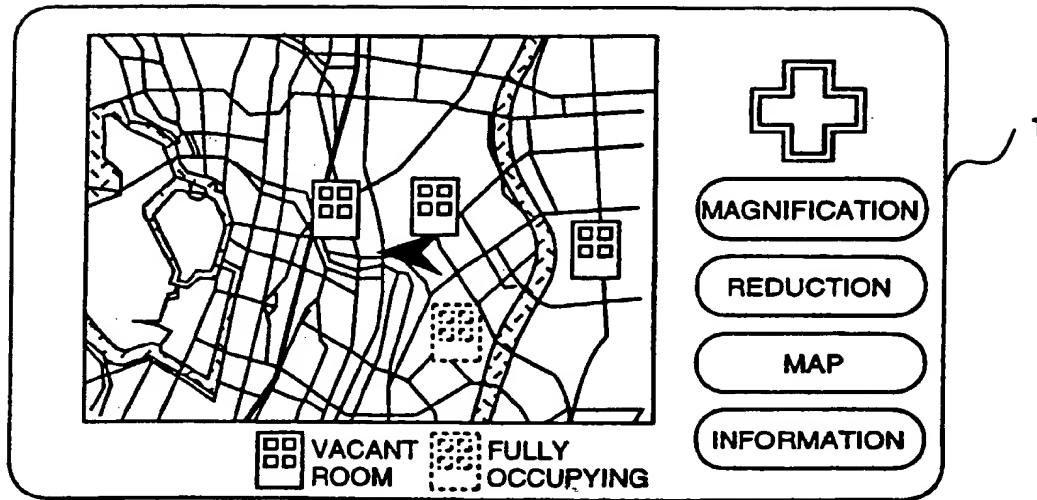 MAGNIFICATION
REDUCTION
MAP
INFORMATION
VACANT
ROOM
FULLY
OCCUPYING